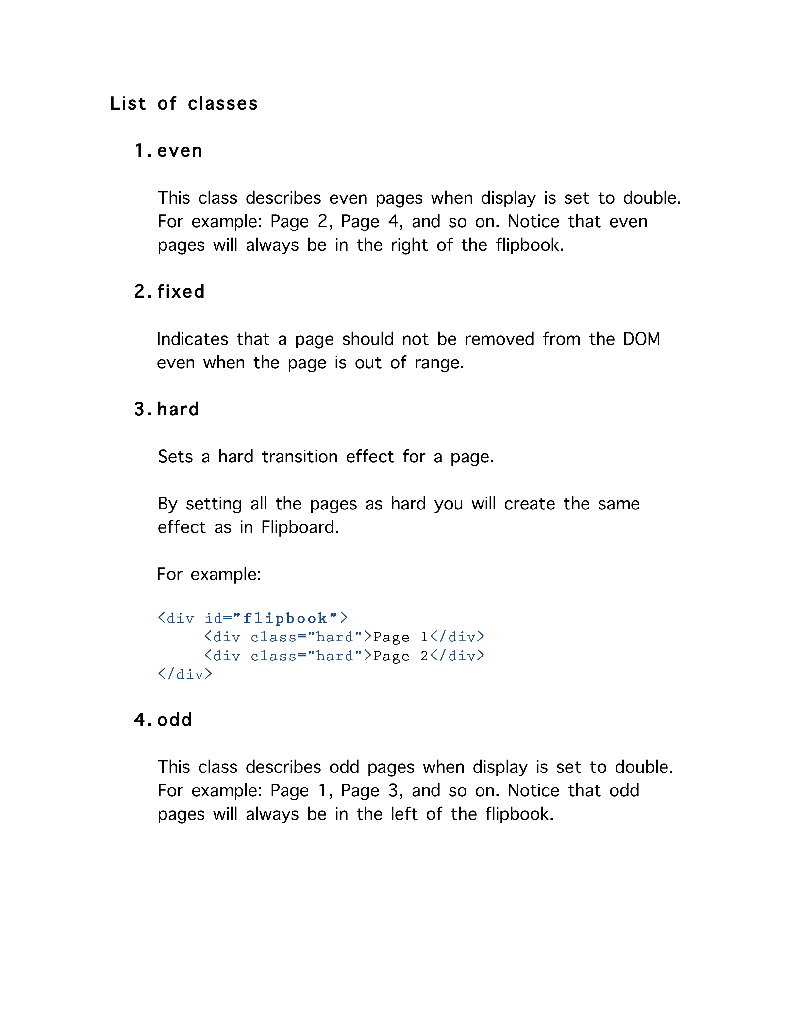 List of classes
1. even
This class describes even pages when display is set to double.
For example: Page 2, Page 4, and so on. Notice that even
pages will always be in the right of the flipbook.
2. fixed
Indicates that a page should not be removed from the DOM
even when the page is out of range.
3. hard
Sets a hard transition effect for a page.
By setting all the pages as hard you will create the same
effect as in Flipboard.
For example:
<div id="flipbook">
<div class="hard">Page 1</div>
<div class="hard">Page 2</div>
</div>
4. odd
This class describes odd pages when display is set to double.
For example: Page 1, Page 3, and so on. Notice that odd
pages will always be in the left of the flipbook.